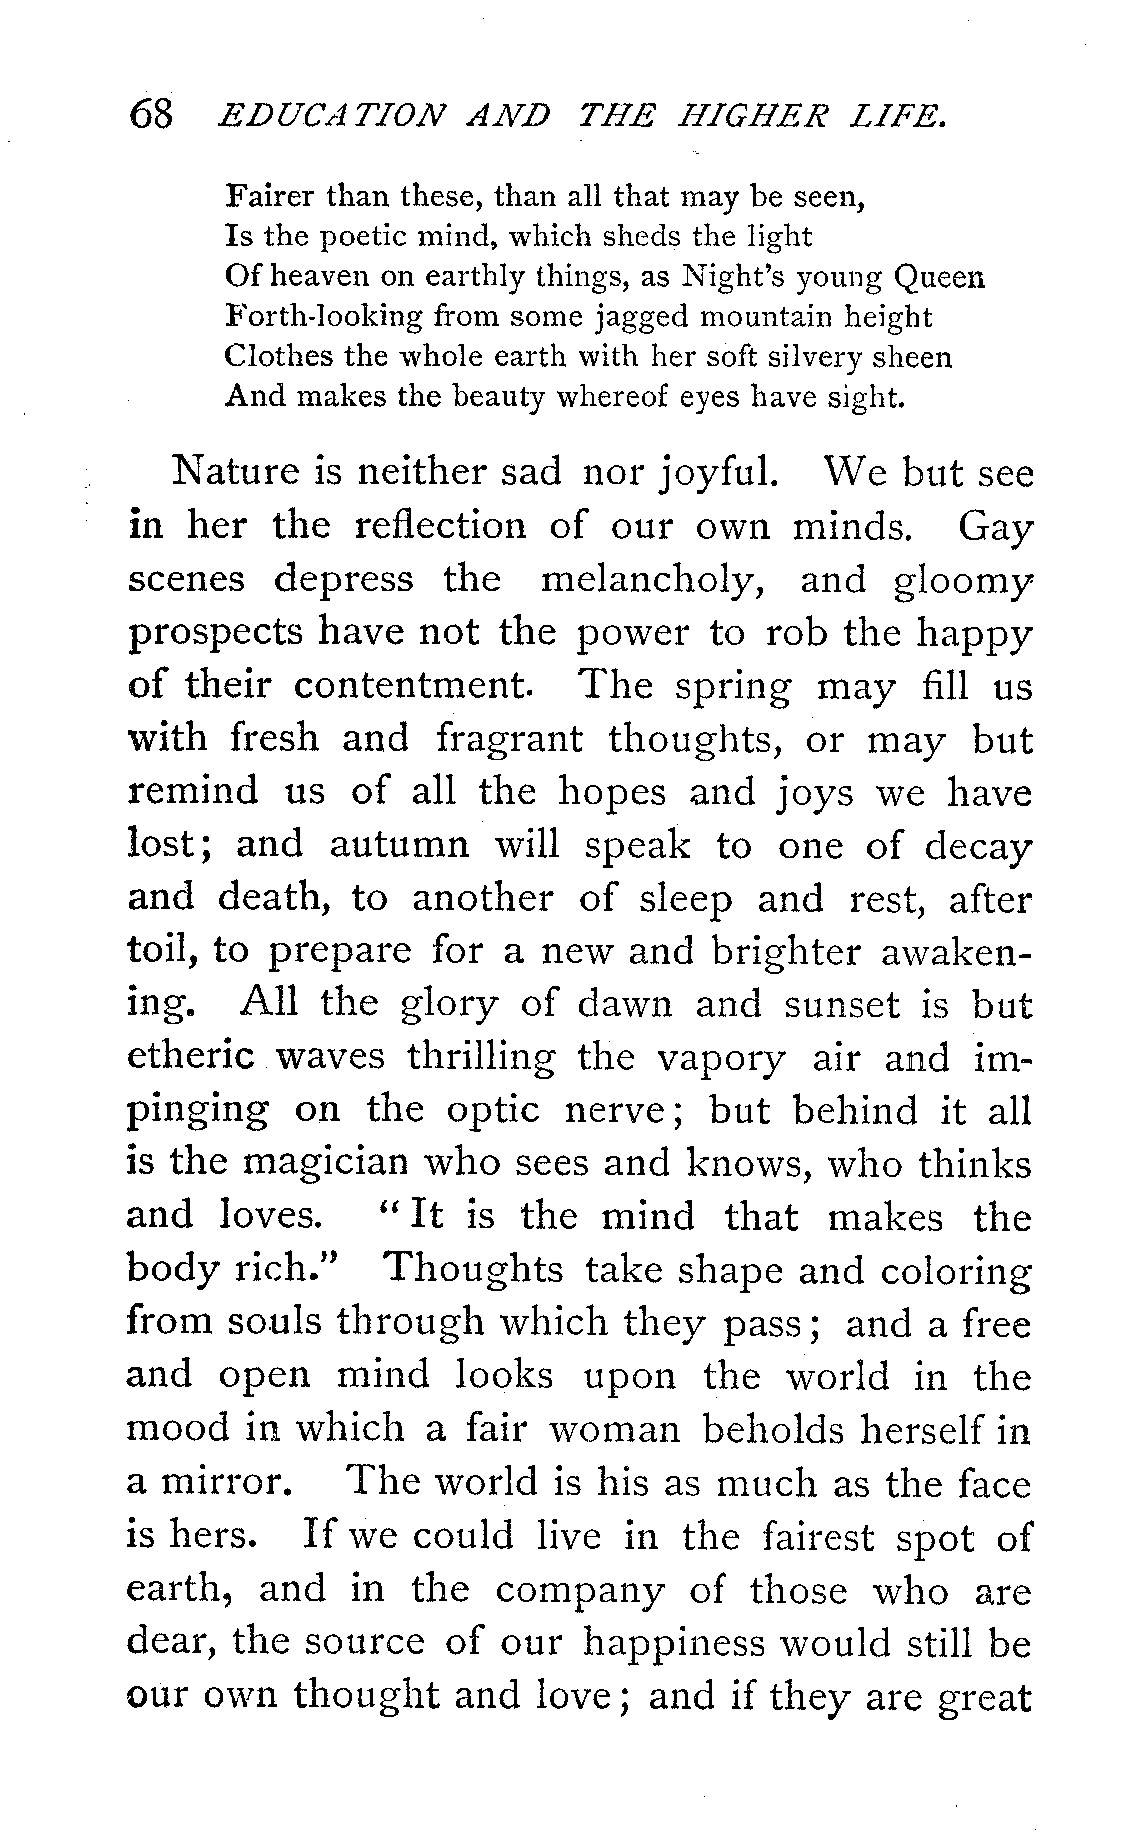 68 EDUCATION AND THE HIGHER LIFE.
Fairer than these, than all that may be seen,
Is the poetic mind, which sheds the light
Of heaven on earthly things, as Night's young Queen
Forth-looking from some jagged mountain height
Clothes the whole earth with her soft silvery sheen
And makes the beauty whereof eyes have sight.
Nature is neither sad nor joyful. We but see
in her the reflection of our own minds. Gay
scenes depress the melancholy, and gloomy
prospects have not the power to rob the happy
of their contentment. The spring may fill us
with fresh and fragrant thoughts, or may but
remind us of all the hopes and joys we have
lost; and autumn will speak to one of decay
and death, to another of sleep and rest, after
toil, to prepare for a new and brighter awaken-
ing. All the glory of dawn and sunset is but
etheric waves thrilling the vapory air and im-
pinging on the optic nerve; but behind it all
is the magician who sees and knows, who thinks
and loves. "It is the mind that makes the
body rich." Thoughts take shape and coloring
from souls through which they pass; and a free
and open mind looks upon the world in the
mood in which a fair woman beholds herself in
a mirror. The world is his as much as the face
is hers. If we could live in the fairest spot of
earth, and in the company of those who are
dear, the source of our happiness would still be
our own thought and love; and if they are great